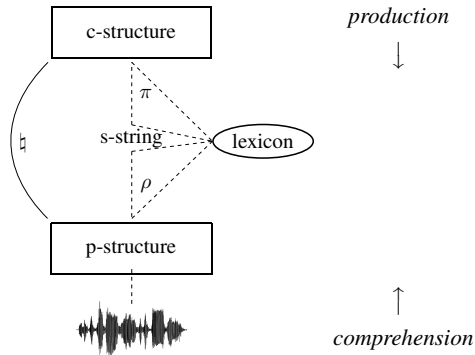 c-structure
production
↓
π
s-string
lexicon
♮
ρ
p-structure
↑
comprehension